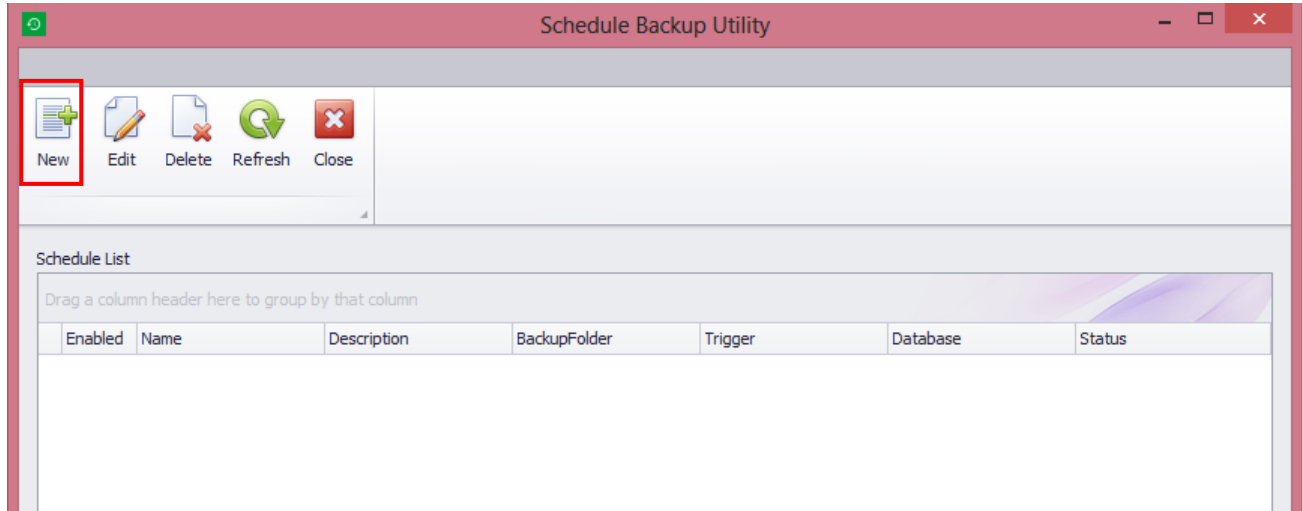 Schedule Backup Utility
New Edit Delete Refresh Close
Schedule List
Drag a column header here to group by that column
Enabled Name Description BackupFolder Trigger Database Status